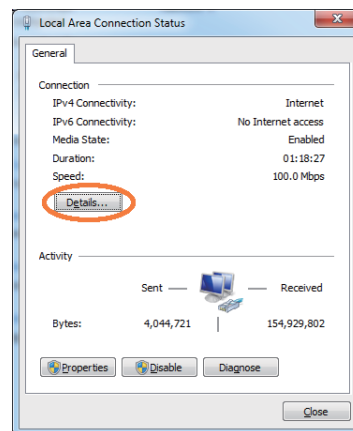 Local Area Connection Status
General
Connection
IPv4 Connectivity: Internet
IPv6 Connectivity: No Internet access
Media State: Enabled
Duration: 01:18:27
Speed: 100.0 Mbps
Details...
Activity
Sent Received
Bytes: 4,044,721 154,929,802
Properties Disable Diagnose
Close